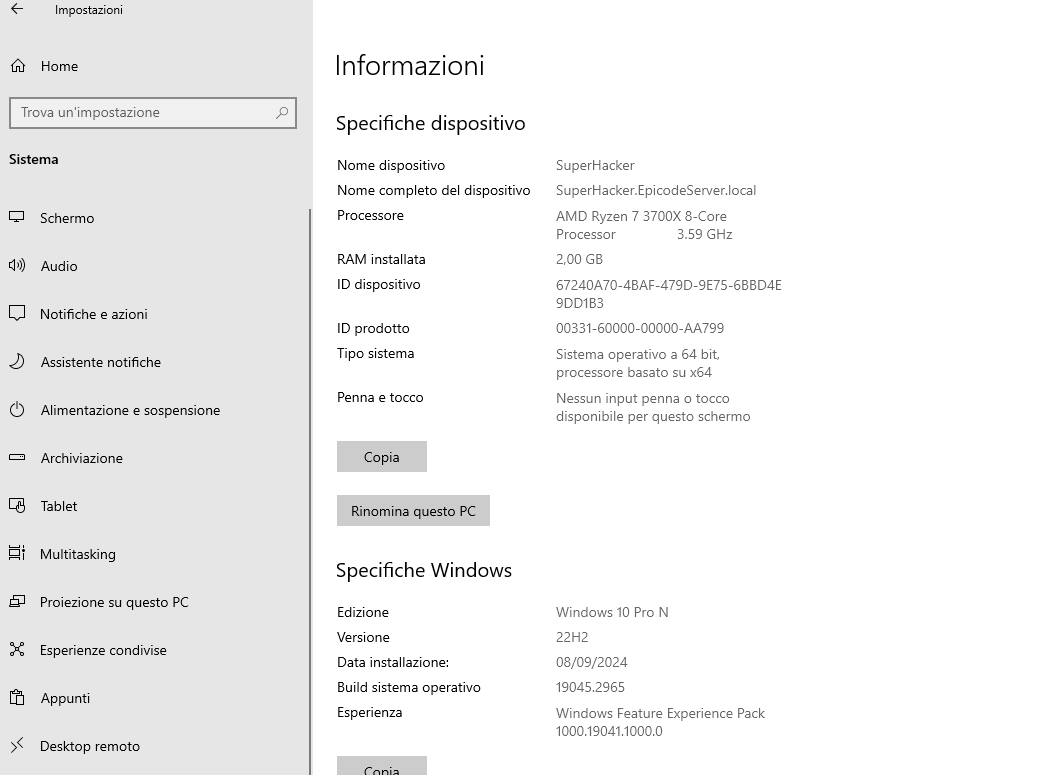 Impostazioni
Home
Trova un'impostazione
Sistema
Schermo
Audio
Notifiche e azioni
Assistente notifiche
Alimentazione e sospensione
Archiviazione
Tablet
Multitasking
Proiezione su questo PC
Esperienze condivise
Appunti
Desktop remoto
Informazioni
Specifiche dispositivo
Nome dispositivo SuperHacker
Nome completo del dispositivo SuperHacker.EpicodeServer.local
Processore AMD Ryzen 7 3700X 8-Core
Processor 3.59 GHz
RAM installata 2,00 GB
ID dispositivo 67240A70-4BAF-479D-9E75-6BBD4E
9DD1B3
ID prodotto 00331-60000-00000-AA799
Tipo sistema Sistema operativo a 64 bit,
processore basato su x64
Penna e tocco Nessun input penna o tocco
disponibile per questo schermo
Copia
Rinomina questo PC
Specifiche Windows
Edizione Windows 10 Pro N
Versione 22H2
Data installazione: 08/09/2024
Build sistema operativo 19045.2965
Esperienza Windows Feature Experience Pack
1000.19041.1000.0
Copia